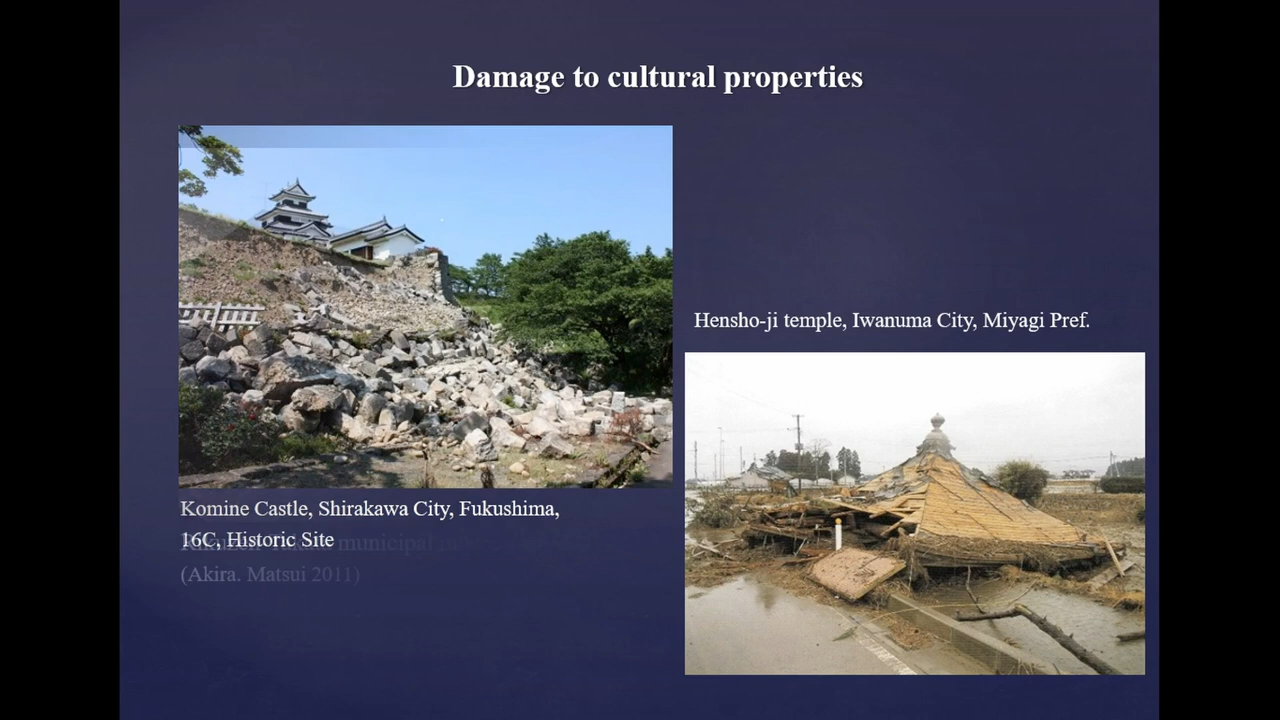 Damage to cultural properties
Hensho-ji temple, Iwanuma City, Miyagi Pref.
Komine Castle, Shirakawa City, Fukushima,
16C, Historic Site
municipal
(Akira. Matsui 2011)